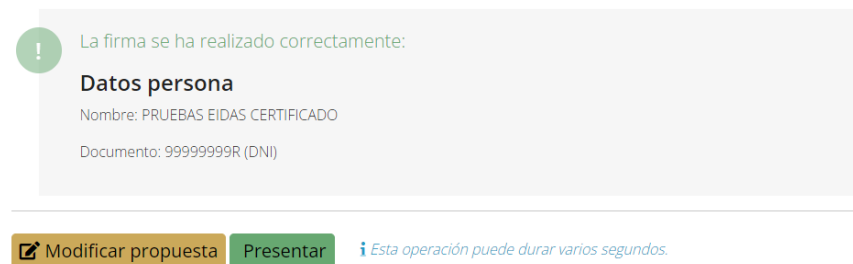 La firma se ha realizado correctamente:
Datos persona
Nombre: PRUEBAS EIDAS CERTIFICADO
Documento: 99999999R (DNI)
Modificar propuesta Presentar Esta operación puede durar varios segundos.